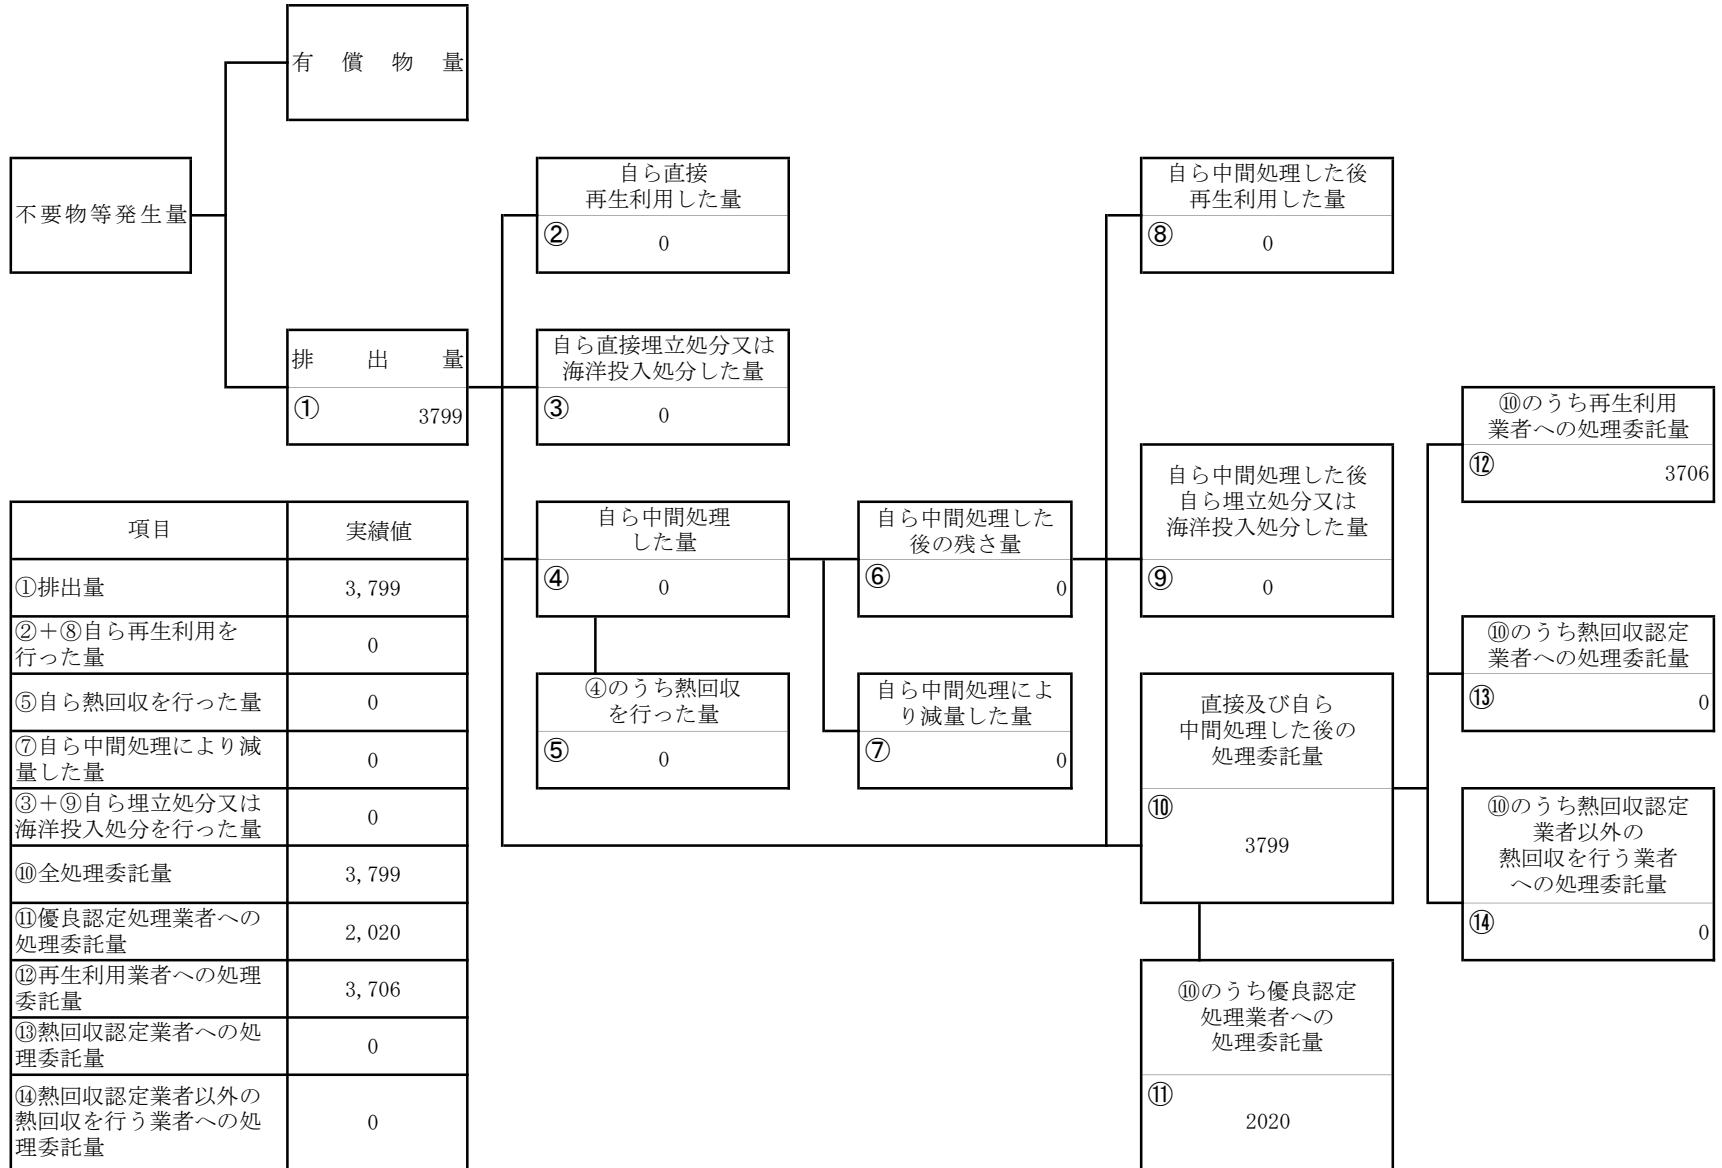 有償物量
不要物等発生量
排出量
①
3799
自ら直接
再生利用した量
②
0
自ら直接埋立処分又は
海洋投入処分した量
③
0
自ら中間処理
した量
④
0
④のうち熱回収
を行った量
⑤
0
自ら中間処理した
後の残さ量
⑥
0
自ら中間処理によ
り減量した量
⑦
0
自ら中間処理した後
再生利用した量
⑧
0
自ら中間処理した後
自ら埋立処分又は
海洋投入処分した量
⑨
0
直接及び自ら
中間処理した後の
処理委託量
⑩
3799
⑩のうち優良認定
処理業者への
処理委託量
⑪
2020
⑩のうち再生利用
業者への処理委託量
⑫
3706
⑩のうち熱回収認定
業者への処理委託量
⑬
0
⑩のうち熱回収認定
業者以外の
熱回収を行う業者
への処理委託量
⑭
0
項目 実績値
①排出量 3,799
②＋⑧自ら再生利用を
行った量 0
⑤自ら熱回収を行った量 0
⑦自ら中間処理により減
量した量 0
③＋⑨自ら埋立処分又は
海洋投入処分を行った量 0
⑩全処理委託量 3,799
⑪優良認定処理業者への
処理委託量 2,020
⑫再生利用業者への処理
委託量 3,706
⑬熱回収認定業者への処
理委託量 0
⑭熱回収認定業者以外の
熱回収を行う業者への処
理委託量 0